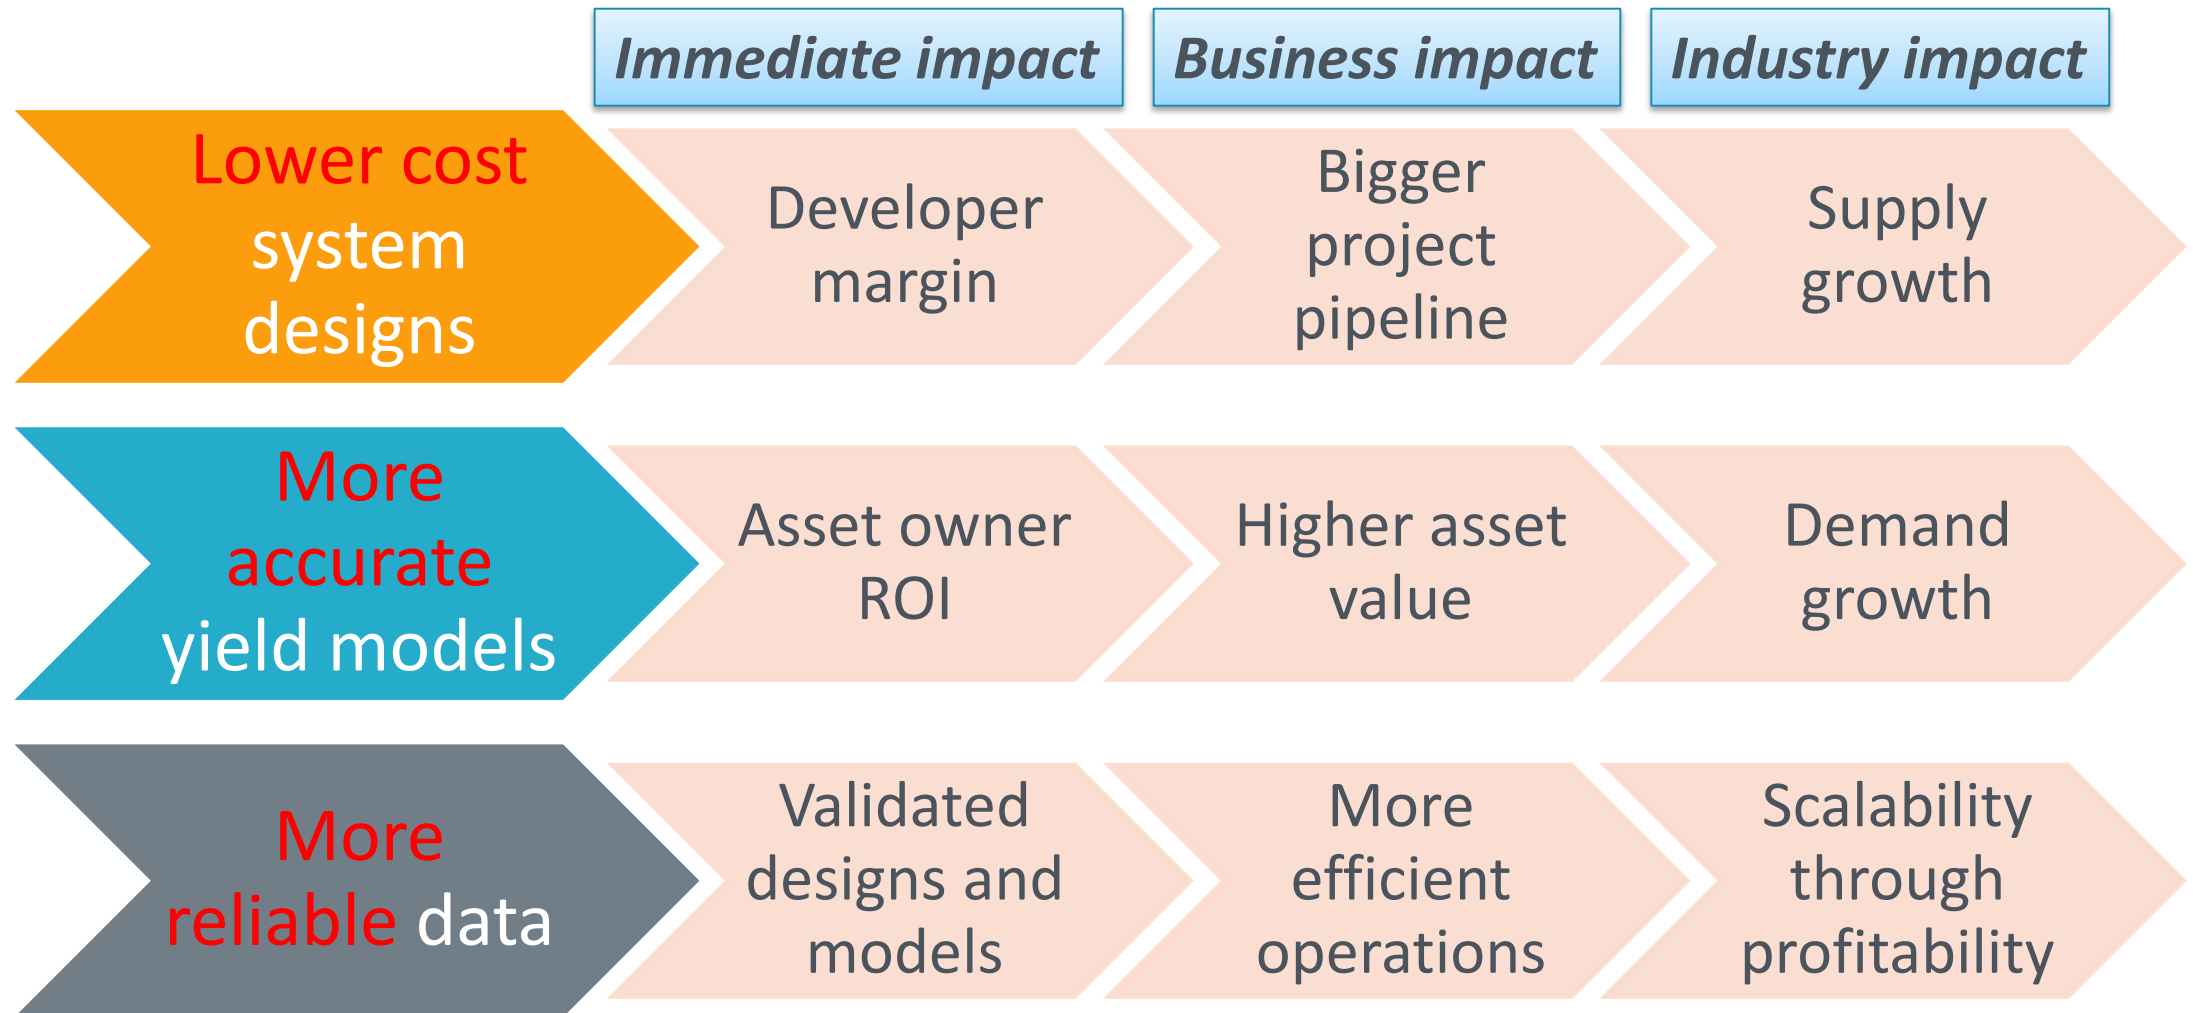 Immediate impact
Business impact
Industry impact
Lower cost
system
designs
Developer
margin
Bigger
project
pipeline
Supply
growth
More
accurate
yield models
Asset owner
ROI
Higher asset
value
Demand
growth
More
reliable data
Validated
designs and
models
More
efficient
operations
Scalability
through
profitability